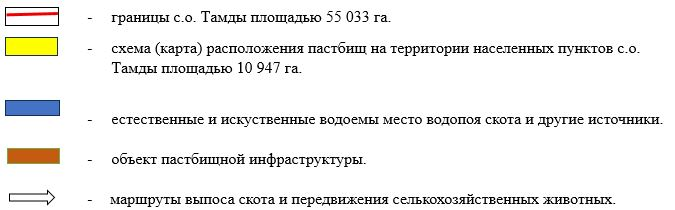 - границы с.о. Тамды площадью 55 033 га.
- схема (карта) расположения пастбищ на территории населенных пунктов с.о.
Тамды площадью 10 947 га.
- естественные и искуственные водоемы место водопоя скота и другие источники.
- объект пастбищной инфраструктуры.
- маршруты выпоса скота и передвижения селькохозяйственных животных.